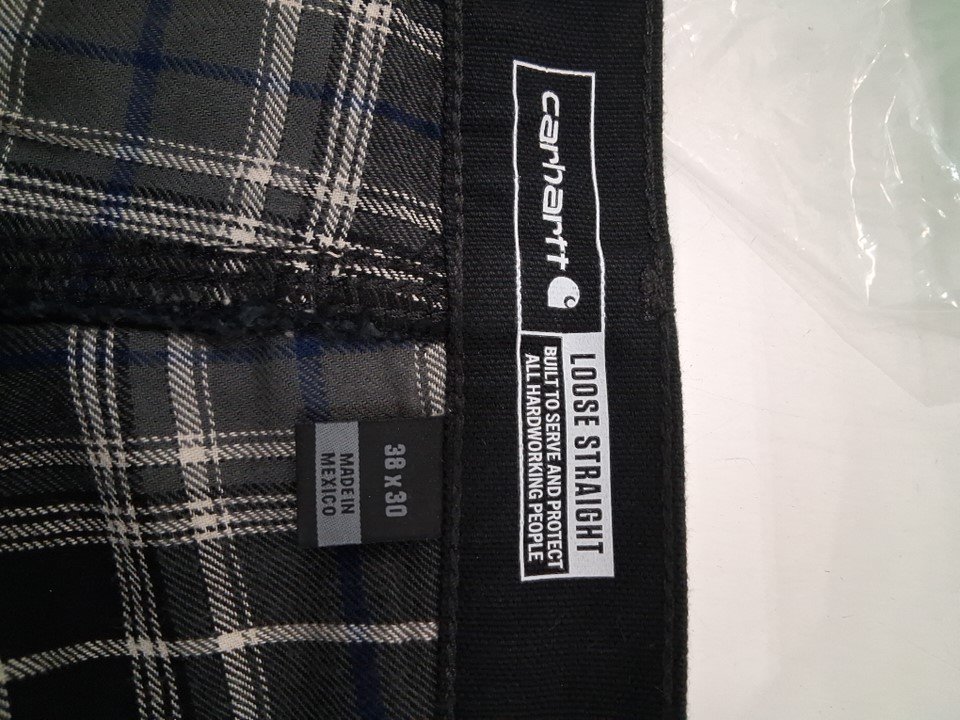 carhartt
LOOSE STRAIGHT
BUILT TO SERVE AND PROTECT
ALL HARDWORKING PEOPLE
38 x 30
MADE IN
MEXICO